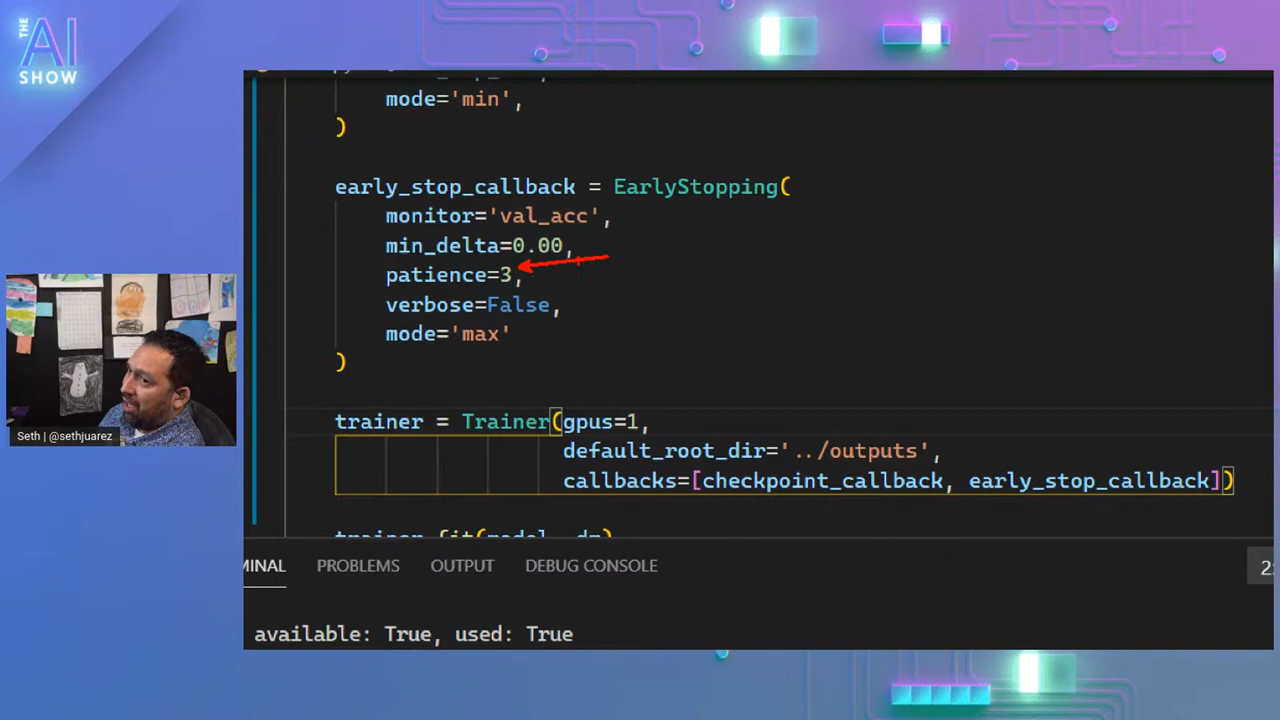 THE
AI
SHOW
mode='min',
)
early_stop_callback = EarlyStopping(
monitor='val_acc',
min_delta=0.00,
patience=3,
verbose=False,
mode='max'
)
trainer = Trainer(gpus=1,
default_root_dir='../outputs',
callbacks=[checkpoint_callback, early_stop_callback])
Seth | @sethjuarez
MINAL PROBLEMS OUTPUT DEBUG CONSOLE 2:
available: True, used: True